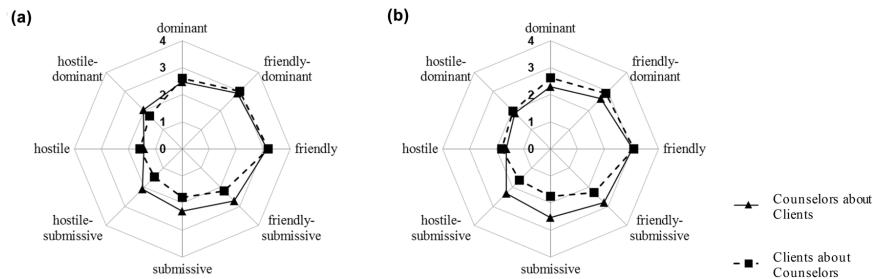 (a)
dominant
4
3
2
1
0
hostile-
dominant
friendly-
dominant
hostile
friendly
hostile-
submissive
friendly-
submissive
submissive
(b)
dominant
4
3
2
1
0
hostile-
dominant
friendly-
dominant
hostile
friendly
hostile-
submissive
friendly-
submissive
submissive
Counselors about
Clients
Clients about
Counselors